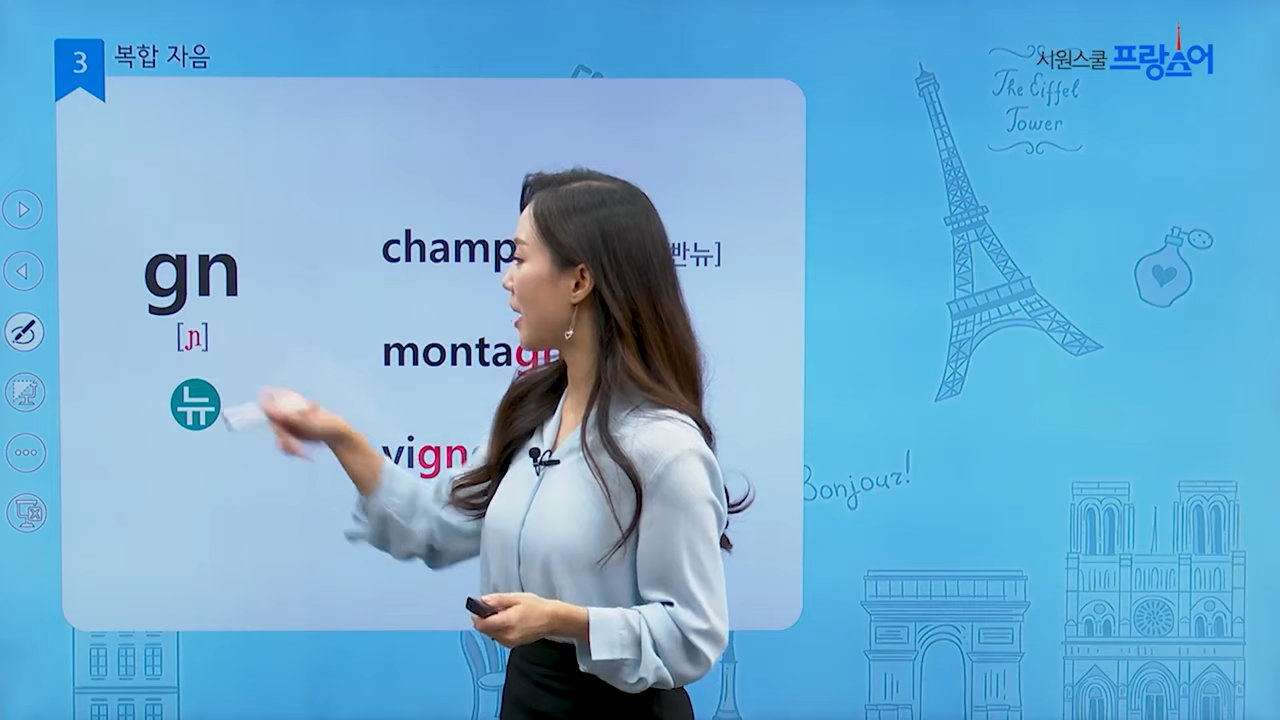 3 복합 자음
시원스쿨 프랑스어
The Eiffel
Tower
gn
[ɲ]
뉴
champ
반뉴]
montag
vign
Bonjour!